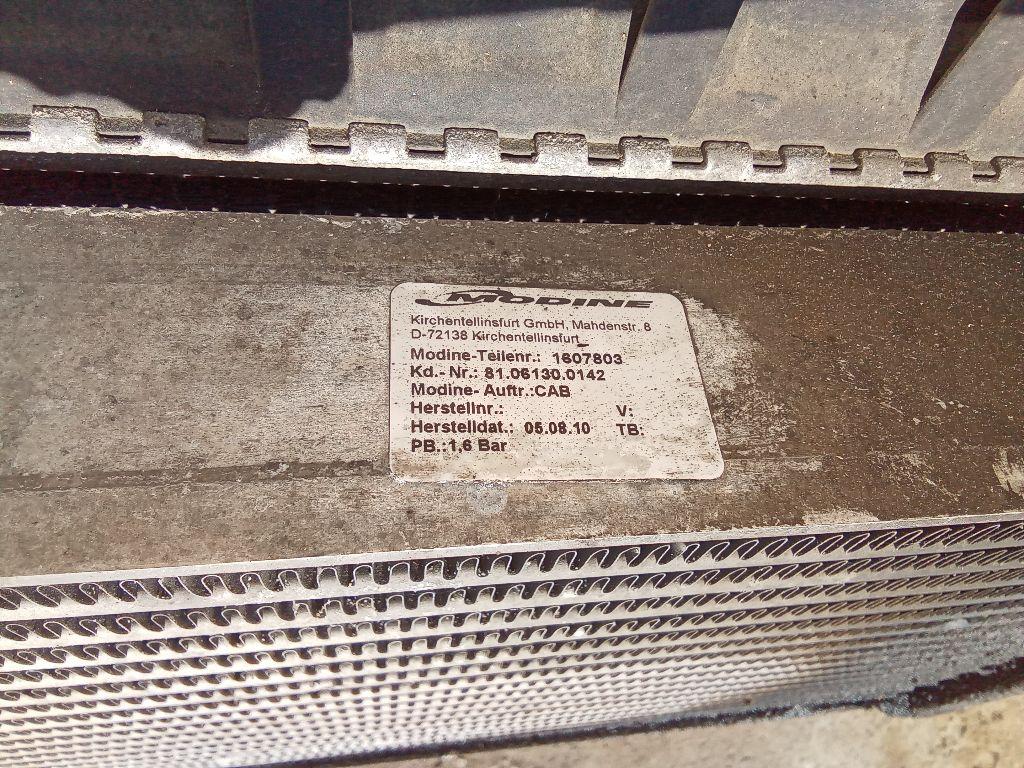 MODINE
Kirchentellinsfurt GmbH, Mahdenstr. 8
D-72138 Kirchentellinsfurt
Modine-Teilenr.: 1607803
Kd.- Nr.: 81.06130.0142
Modine- Auftr.:CAB
Herstellnr.: V:
Herstelldat.: 05.08.10 TB:
PB.:1,6 Bar